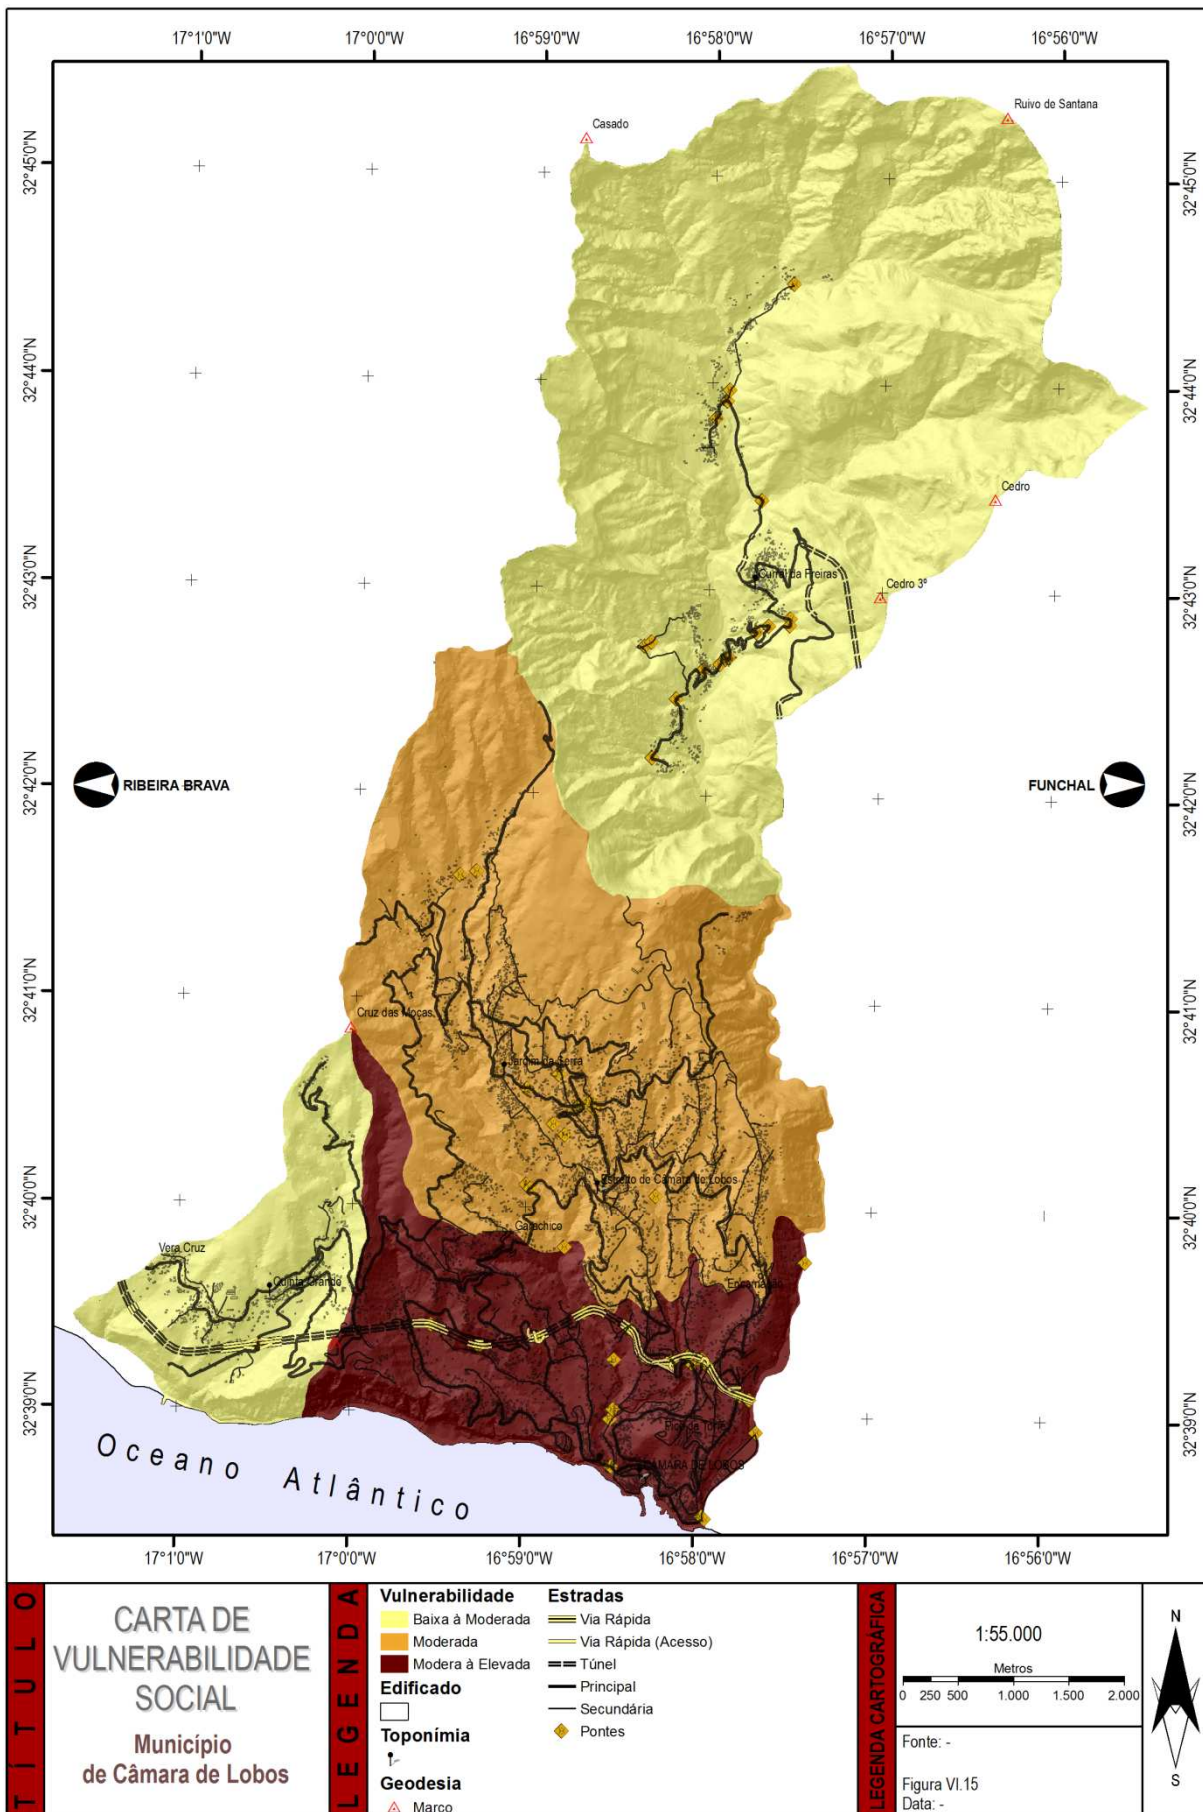 17°1'0"W 17°0'0"W 16°59'0"W 16°58'0"W 16°57'0"W 16°56'0"W
Ruivo de Santana
Casado
32°45'0"N
32°45'0"N
32°44'0"N
32°44'0"N
Cedro
32°43'0"N
Curral da Freiras
Cedro 3º
32°43'0"N
32°42'0"N
RIBEIRA BRAVA
FUNCHAL
32°42'0"N
32°41'0"N
Cruz das Moças
32°41'0"N
Jardim da Serra
Estreito de Câmara de Lobos
32°40'0"N
Garachico
32°40'0"N
Vera Cruz
Quinta Grande
Encarnação
32°39'0"N
Pico da Torre
32°39'0"N
CÂMARA DE LOBOS
Oceano Atlântico
17°1'0"W 17°0'0"W 16°59'0"W 16°58'0"W 16°57'0"W 16°56'0"W
TÍTULO
CARTA DE
VULNERABILIDADE
SOCIAL
Município
de Câmara de Lobos
LEGENDA
Vulnerabilidade
Baixa à Moderada
Moderada
Modera à Elevada
Edificado
Toponímia
Geodesia
Marco
Estradas
Via Rápida
Via Rápida (Acesso)
Túnel
Principal
Secundária
Pontes
LEGENDA CARTOGRÁFICA
1:55.000
Metros
0 250 500 1.000 1.500 2.000
Fonte: -
Figura VI.15
Data: -
N
S